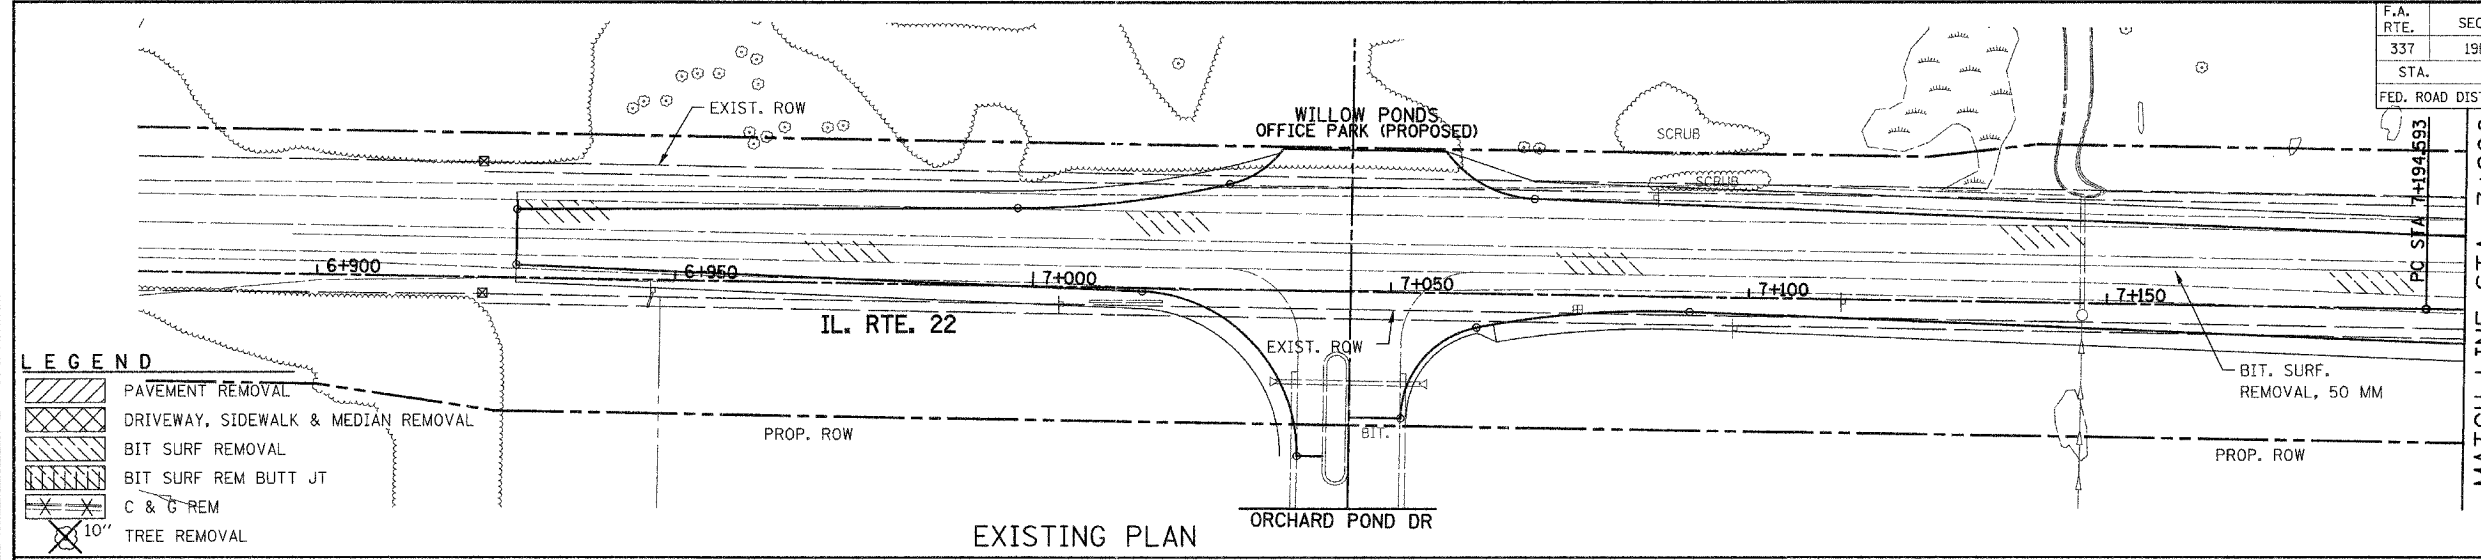 F.A. RTE.
337
STA.
FED. ROAD DIST
EXIST. ROW
WILLOW PONDS
OFFICE PARK (PROPOSED)
SCRUB
SCRUB
PC STA 7+194.593
6+900
6+950
7+000
7+050
7+100
7+150
IL. RTE. 22
EXIST. ROW
BIT. SURF.
REMOVAL, 50 MM
LEGEND
PAVEMENT REMOVAL
DRIVEWAY, SIDEWALK & MEDIAN REMOVAL
BIT SURF REMOVAL
BIT SURF REM BUTT JT
C & G REM
10" TREE REMOVAL
PROP. ROW
BIT.
PROP. ROW
ORCHARD POND DR
EXISTING PLAN